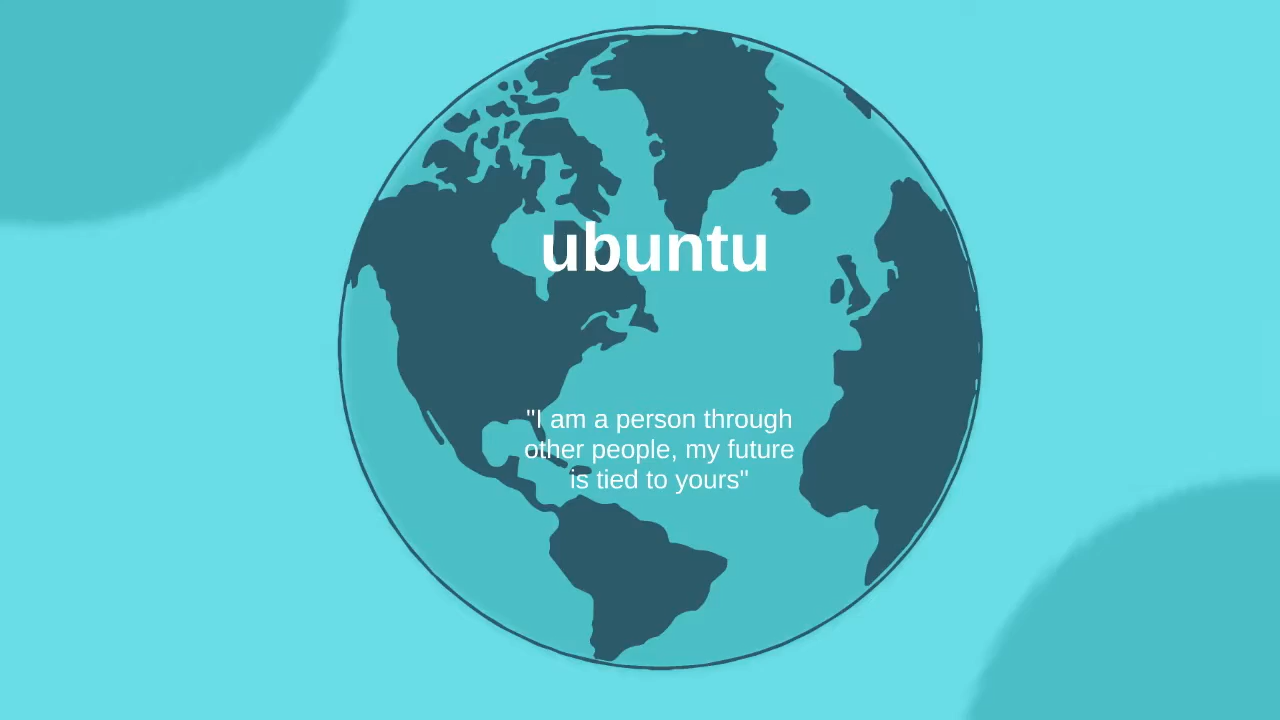 ubuntu
"I am a person through
other people, my future
is tied to yours"